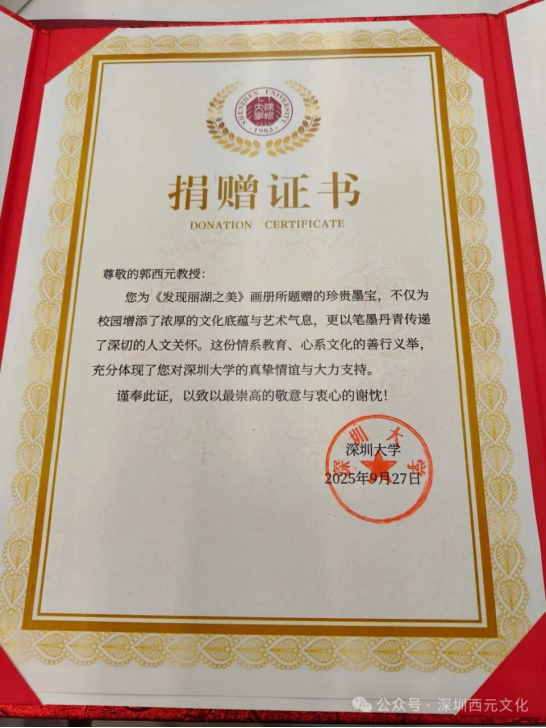 SHENZHEN UNIVERSITY
·1983·
捐赠证书
DONATION CERTIFICATE
尊敬的郭西元教授：
您为《发现丽湖之美》画册所题赠的珍贵墨宝，不仅为
校园增添了浓厚的文化底蕴与艺术气息，更以笔墨丹青传递
了深切的人文关怀。这份情系教育、心系文化的善行义举，
充分体现了您对深圳大学的真挚情谊与大力支持。
谨奉此证，以致以最崇高的敬意与衷心的谢忱！
深圳大学
深圳大学
2025年9月27日
公众号·深圳西元文化